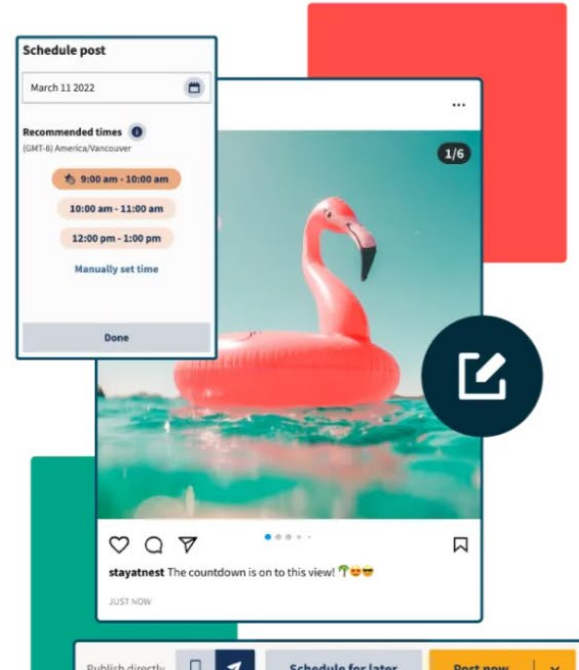 Schedule post
March 11 2022
Recommended times
(GMT-8) America/Vancouver
9:00 am - 10:00 am
10:00 am - 11:00 am
12:00 pm - 1:00 pm
Manually set time
Done
1/6
stayatnest The countdown is on to this view! 🌴😍😎
JUST NOW
Publish directly Schedule for later Post now